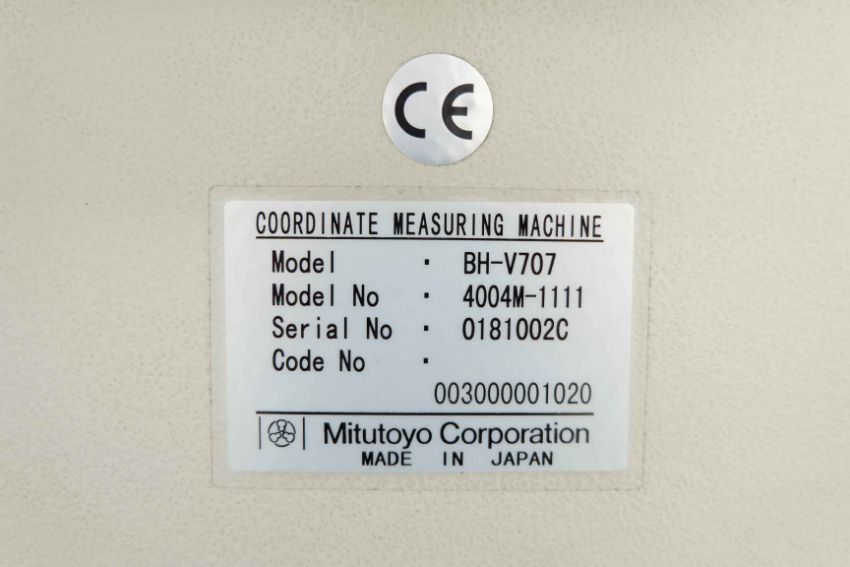 CE
COORDINATE MEASURING MACHINE
Model · BH-V707
Model No · 4004M-1111
Serial No · 0181002C
Code No ·
003000001020
Mitutoyo Corporation
MADE IN JAPAN